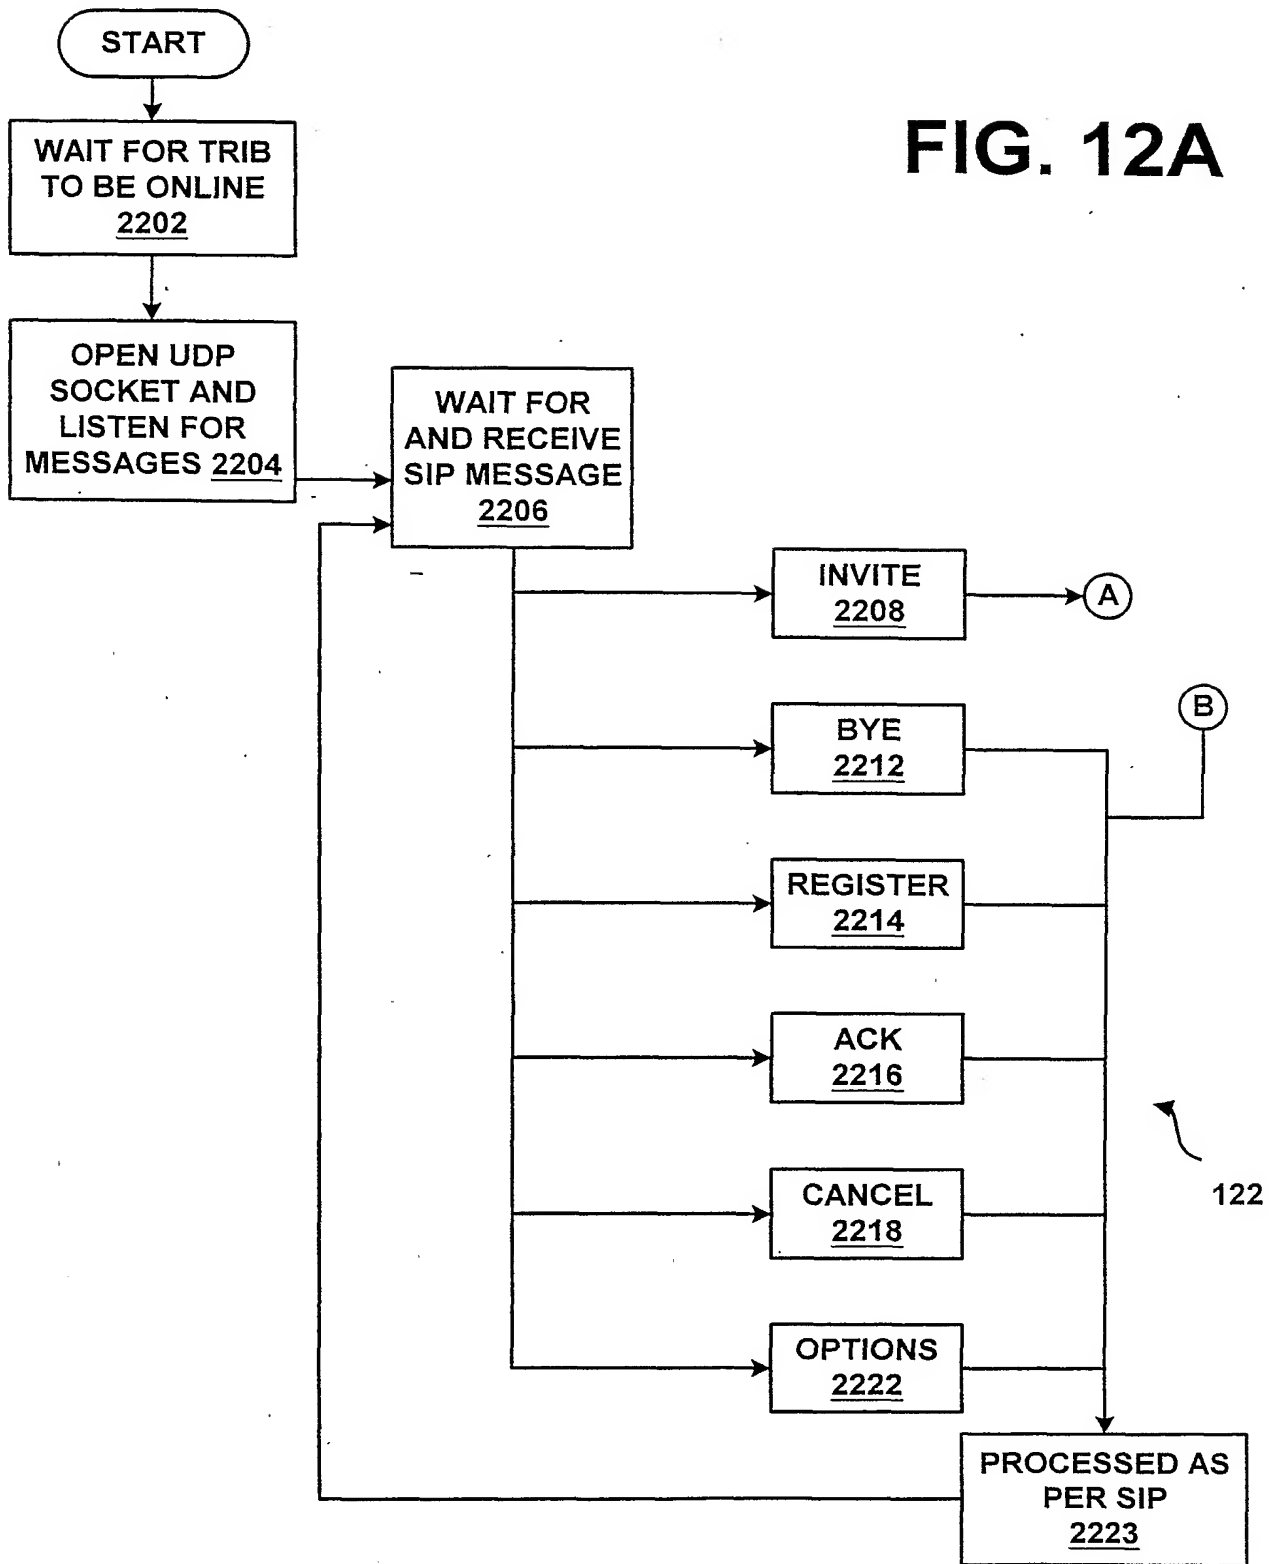 START
FIG. 12A
WAIT FOR TRIB
TO BE ONLINE
2202
OPEN UDP
SOCKET AND
LISTEN FOR
MESSAGES 2204
WAIT FOR
AND RECEIVE
SIP MESSAGE
2206
INVITE
2208
A
B
BYE
2212
REGISTER
2214
ACK
2216
CANCEL
2218
122
OPTIONS
2222
PROCESSED AS
PER SIP
2223